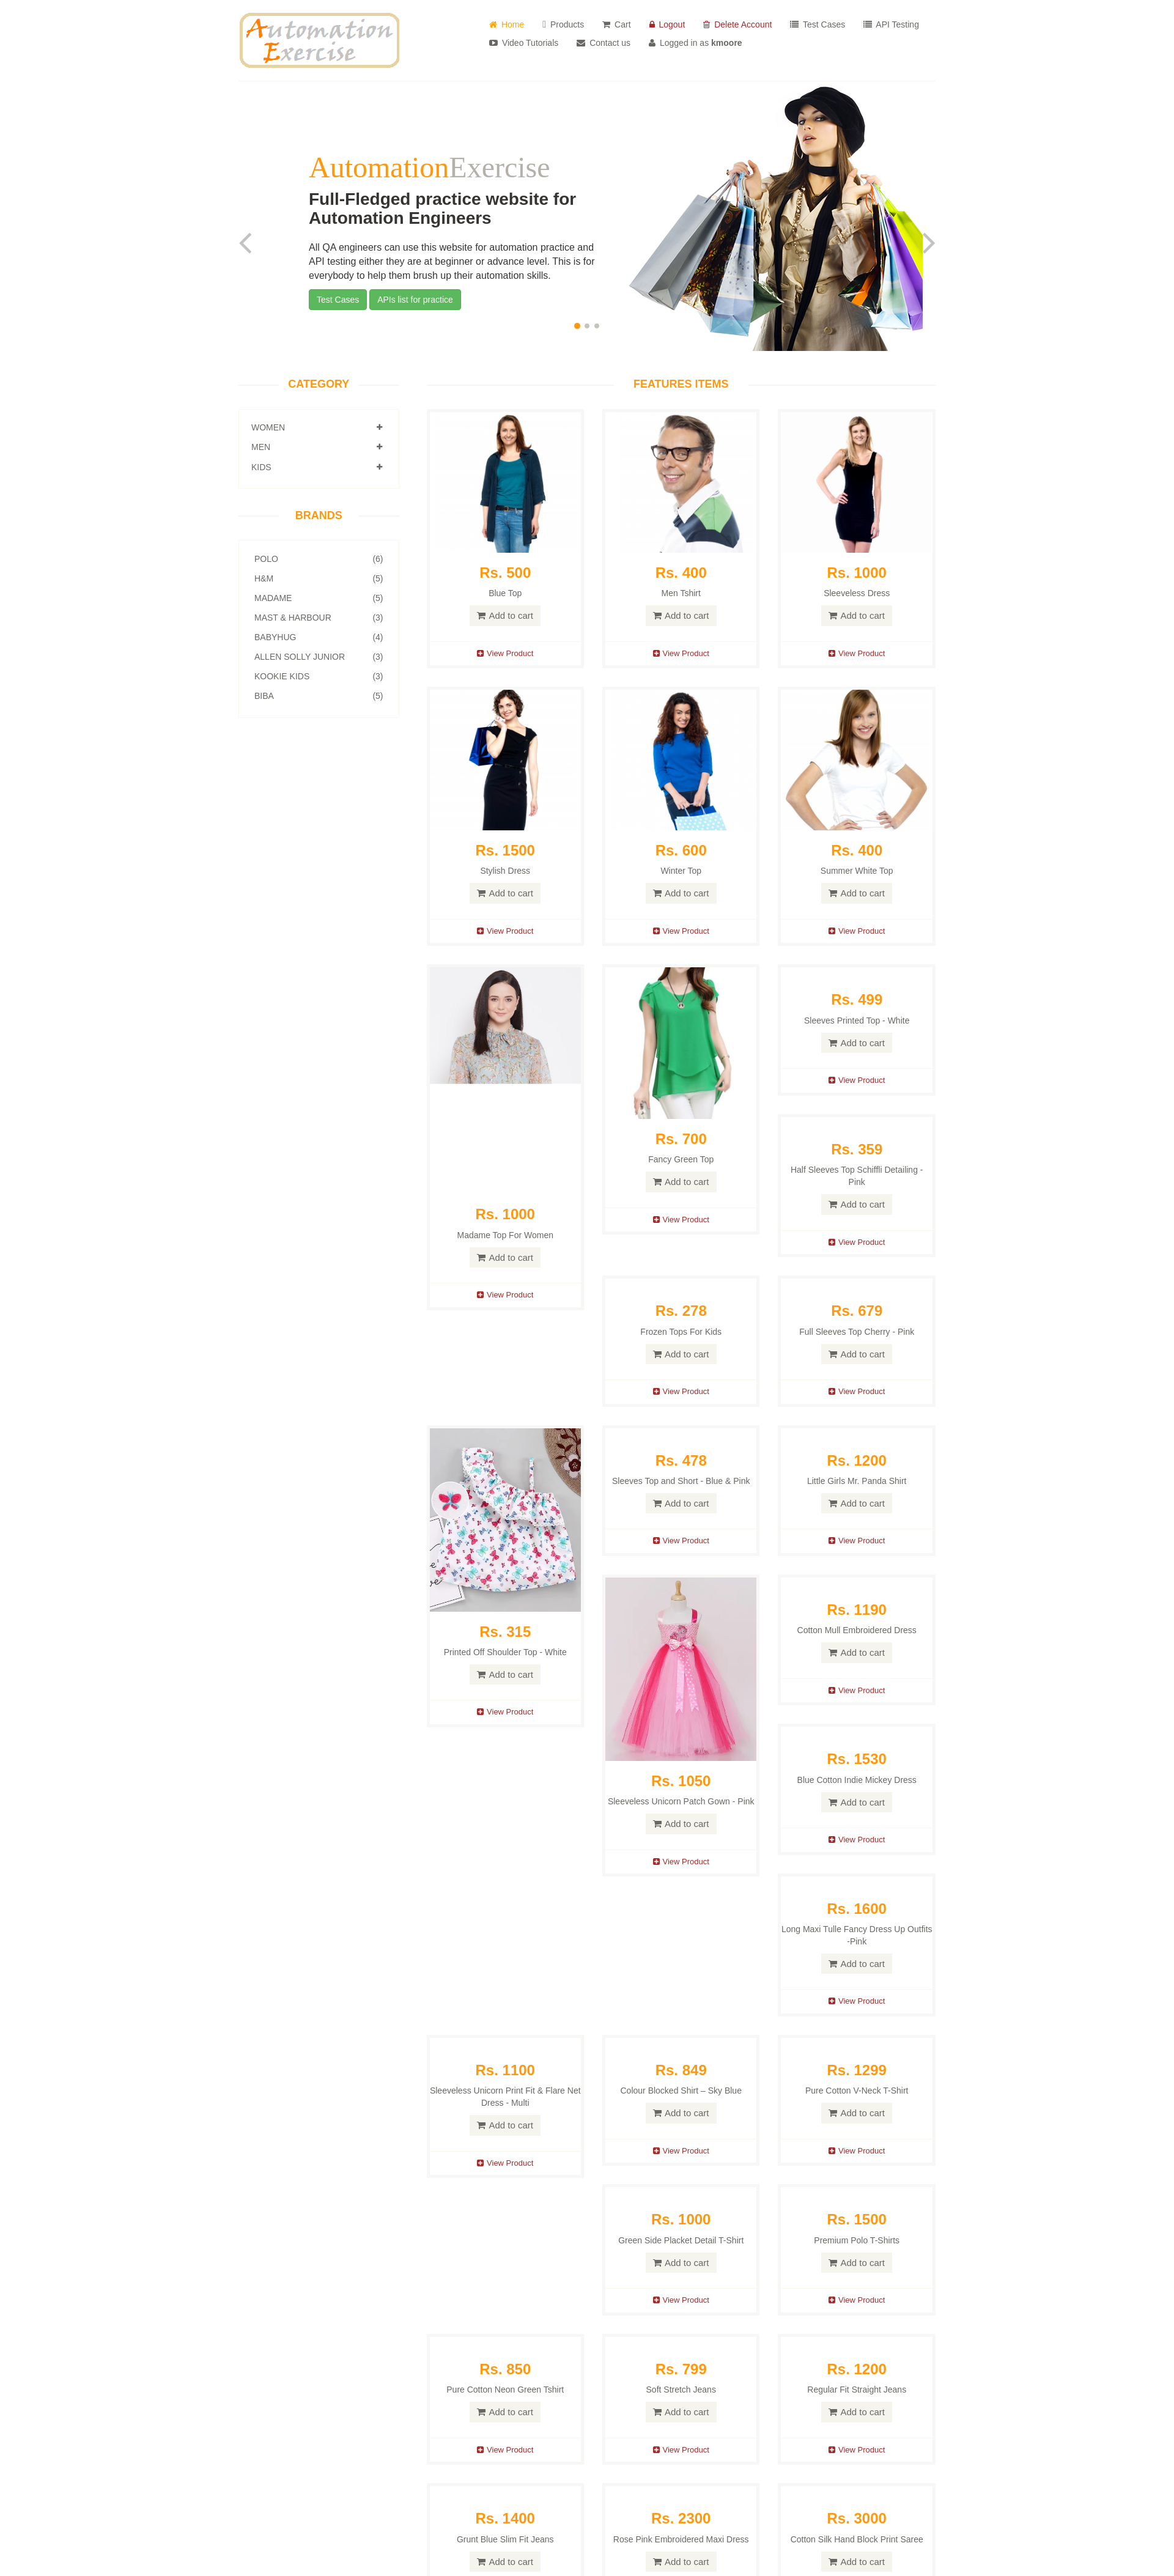 Automation
Exercise
Home
Products
Cart
Logout
Delete Account
Test Cases
API Testing
Video Tutorials
Contact us
Logged in as kmoore
AutomationExercise
Full-Fledged practice website for
Automation Engineers
All QA engineers can use this website for automation practice and
API testing either they are at beginner or advance level. This is for
everybody to help them brush up their automation skills.
Test Cases
APIs list for practice
CATEGORY
WOMEN
MEN
KIDS
BRANDS
POLO (6)
H&M (5)
MADAME (5)
MAST & HARBOUR (3)
BABYHUG (4)
ALLEN SOLLY JUNIOR (3)
KOOKIE KIDS (3)
BIBA (5)
FEATURES ITEMS
Rs. 500
Blue Top
Add to cart
View Product
Rs. 400
Men Tshirt
Add to cart
View Product
Rs. 1000
Sleeveless Dress
Add to cart
View Product
Rs. 1500
Stylish Dress
Add to cart
View Product
Rs. 600
Winter Top
Add to cart
View Product
Rs. 400
Summer White Top
Add to cart
View Product
Rs. 1000
Madame Top For Women
Add to cart
View Product
Rs. 700
Fancy Green Top
Add to cart
View Product
Rs. 499
Sleeves Printed Top - White
Add to cart
View Product
Rs. 359
Half Sleeves Top Schiffli Detailing -
Pink
Add to cart
View Product
Rs. 278
Frozen Tops For Kids
Add to cart
View Product
Rs. 679
Full Sleeves Top Cherry - Pink
Add to cart
View Product
Rs. 315
Printed Off Shoulder Top - White
Add to cart
View Product
Rs. 478
Sleeves Top and Short - Blue & Pink
Add to cart
View Product
Rs. 1200
Little Girls Mr. Panda Shirt
Add to cart
View Product
Rs. 1050
Sleeveless Unicorn Patch Gown - Pink
Add to cart
View Product
Rs. 1190
Cotton Mull Embroidered Dress
Add to cart
View Product
Rs. 1530
Blue Cotton Indie Mickey Dress
Add to cart
View Product
Rs. 1600
Long Maxi Tulle Fancy Dress Up Outfits
-Pink
Add to cart
View Product
Rs. 1100
Sleeveless Unicorn Print Fit & Flare Net
Dress - Multi
Add to cart
View Product
Rs. 849
Colour Blocked Shirt – Sky Blue
Add to cart
View Product
Rs. 1299
Pure Cotton V-Neck T-Shirt
Add to cart
View Product
Rs. 1000
Green Side Placket Detail T-Shirt
Add to cart
View Product
Rs. 1500
Premium Polo T-Shirts
Add to cart
View Product
Rs. 850
Pure Cotton Neon Green Tshirt
Add to cart
View Product
Rs. 799
Soft Stretch Jeans
Add to cart
View Product
Rs. 1200
Regular Fit Straight Jeans
Add to cart
View Product
Rs. 1400
Grunt Blue Slim Fit Jeans
Add to cart
Rs. 2300
Rose Pink Embroidered Maxi Dress
Add to cart
Rs. 3000
Cotton Silk Hand Block Print Saree
Add to cart